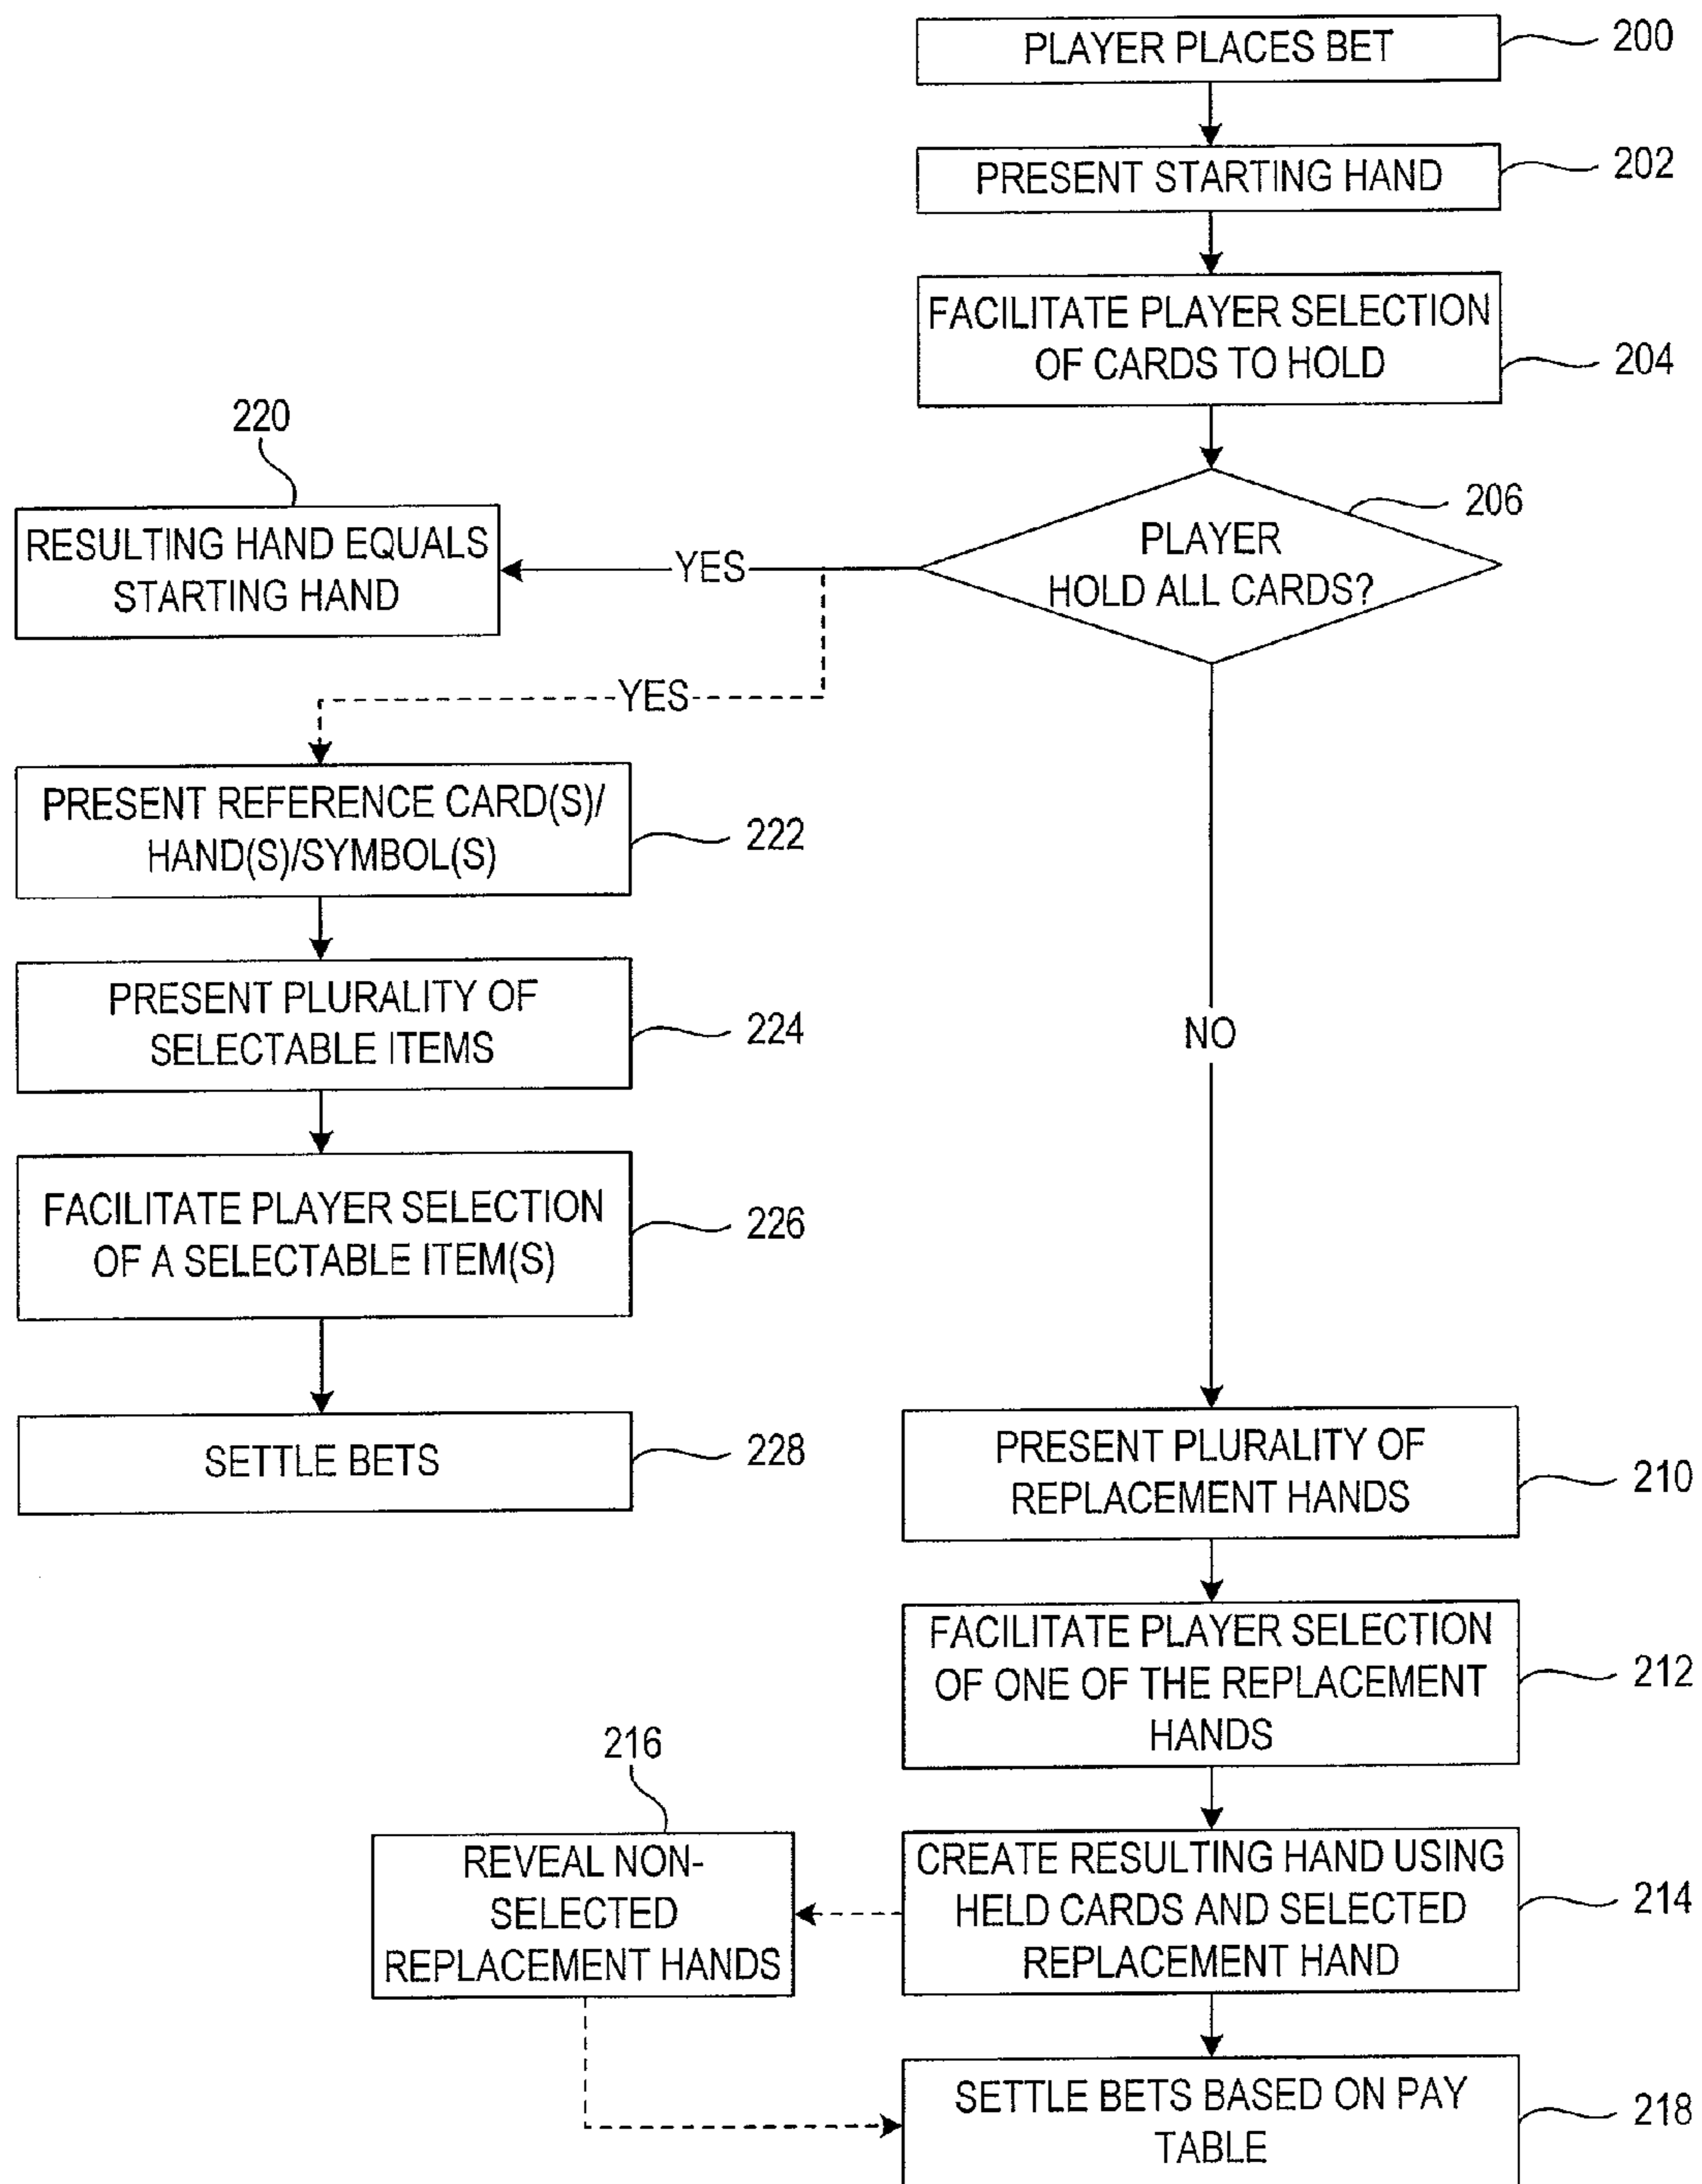 PLAYER PLACES BET
200
PRESENT STARTING HAND
202
FACILITATE PLAYER SELECTION
OF CARDS TO HOLD
204
PLAYER
HOLD ALL CARDS?
206
YES
220
RESULTING HAND EQUALS
STARTING HAND
YES
PRESENT REFERENCE CARD(S)/
HAND(S)/SYMBOL(S)
222
PRESENT PLURALITY OF
SELECTABLE ITEMS
224
FACILITATE PLAYER SELECTION
OF A SELECTABLE ITEM(S)
226
SETTLE BETS
228
NO
PRESENT PLURALITY OF
REPLACEMENT HANDS
210
FACILITATE PLAYER SELECTION
OF ONE OF THE REPLACEMENT
HANDS
212
CREATE RESULTING HAND USING
HELD CARDS AND SELECTED
REPLACEMENT HAND
214
216
REVEAL NON-
SELECTED
REPLACEMENT HANDS
SETTLE BETS BASED ON PAY
TABLE
218